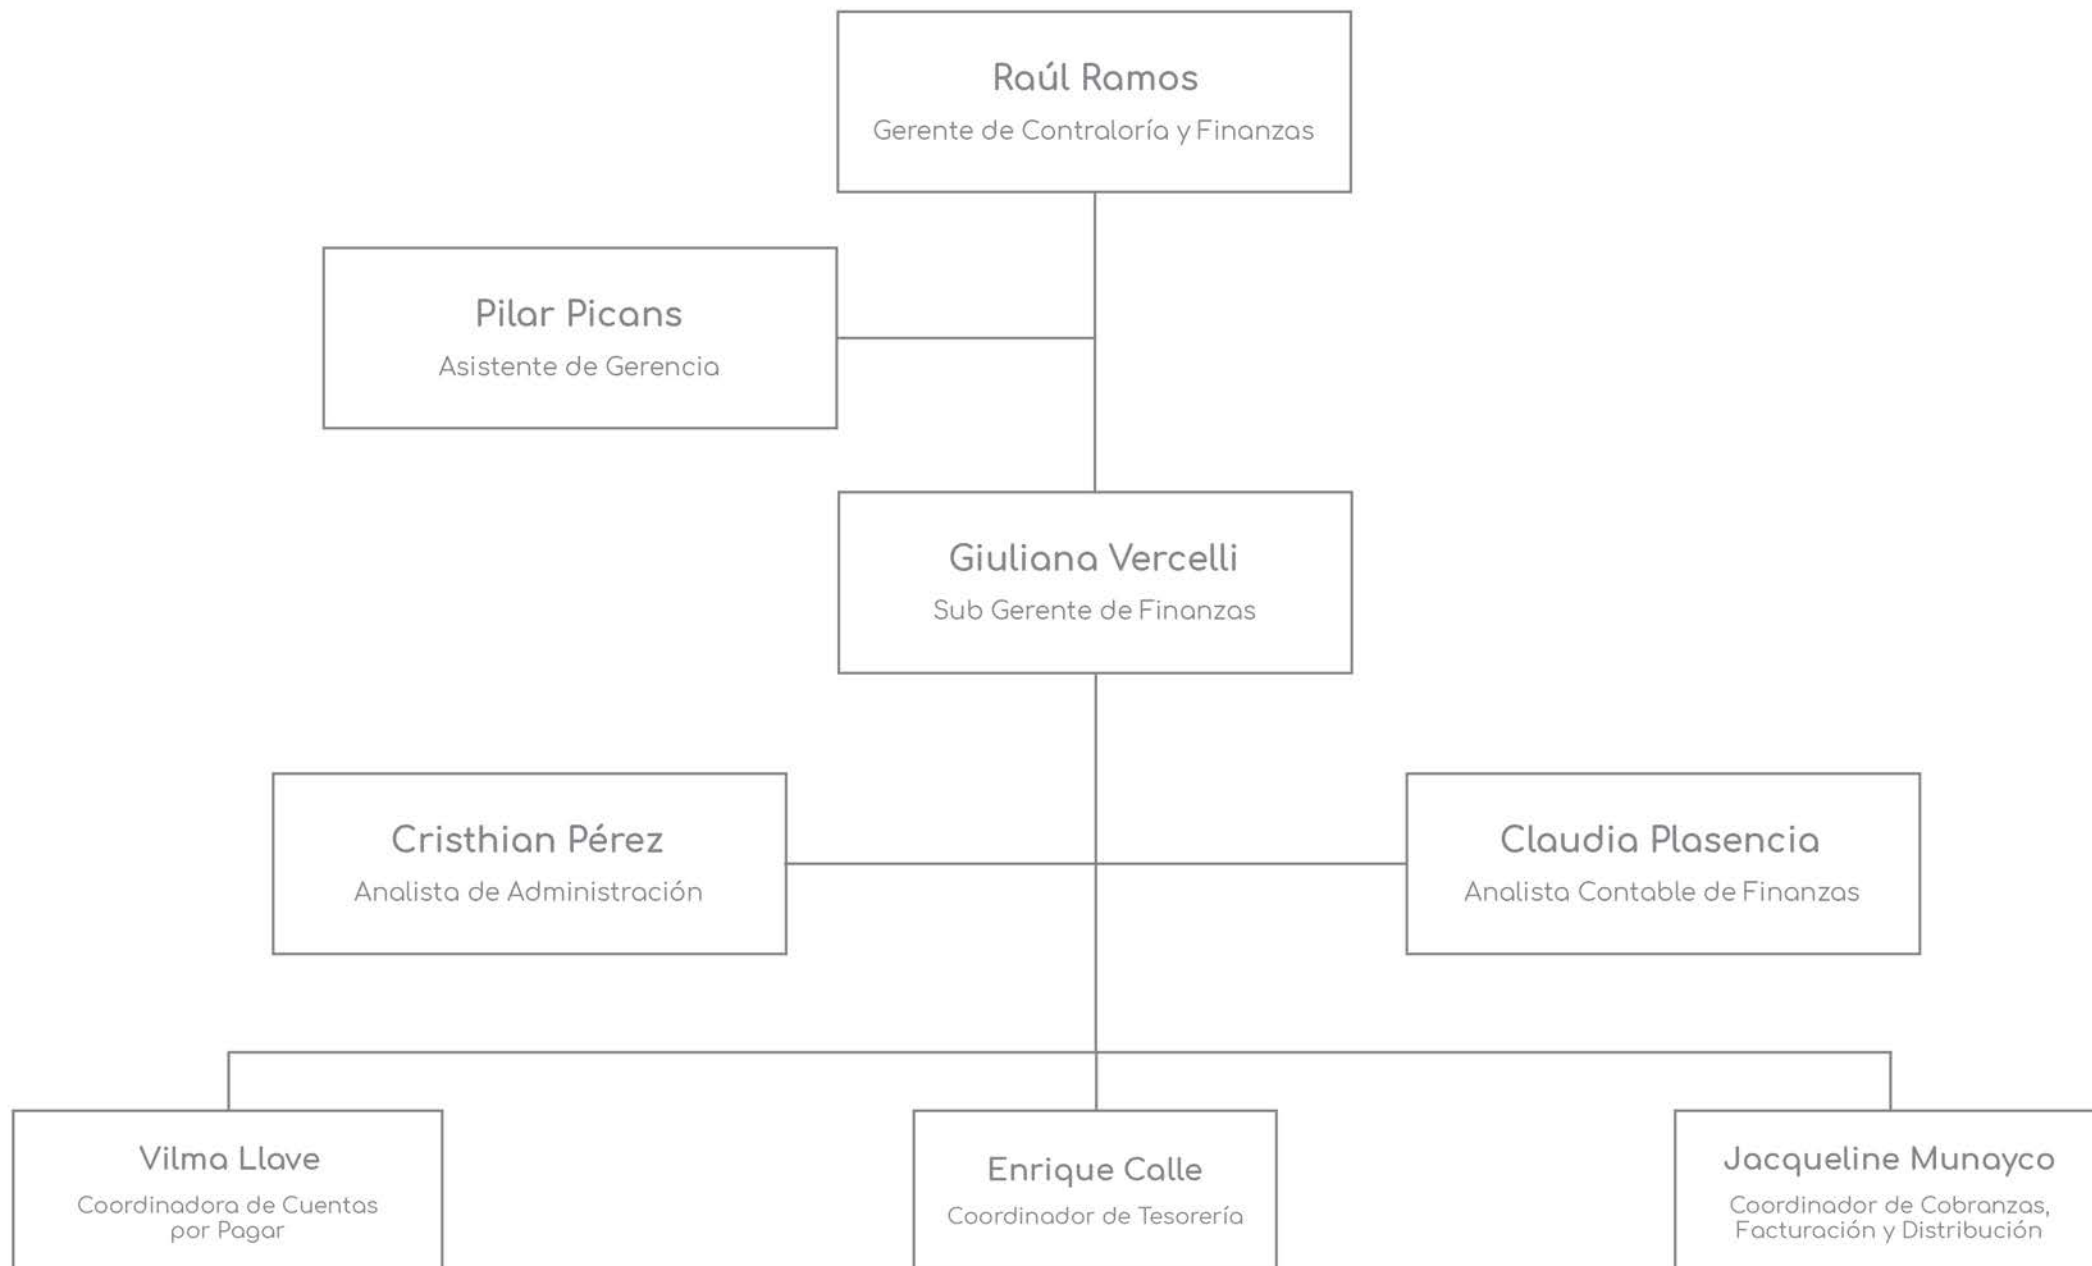 Raúl Ramos
Gerente de Contraloría y Finanzas
Pilar Picans
Asistente de Gerencia
Giuliana Vercelli
Sub Gerente de Finanzas
Cristhian Pérez
Analista de Administración
Claudia Plasencia
Analista Contable de Finanzas
Vilma Llave
Coordinadora de Cuentas
por Pagar
Enrique Calle
Coordinador de Tesorería
Jacqueline Munayco
Coordinador de Cobranzas,
Facturación y Distribución